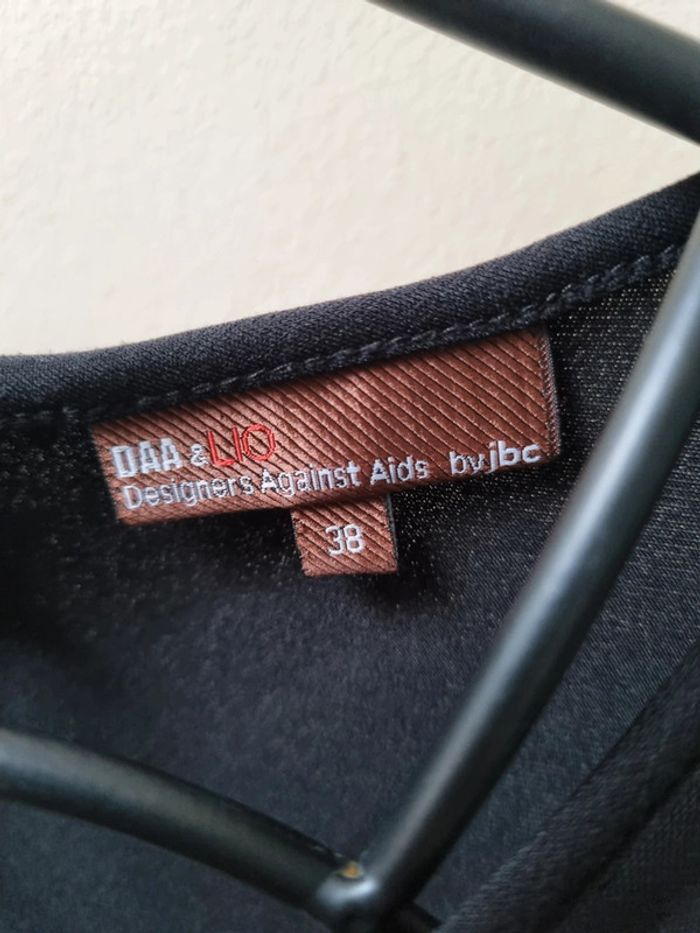 DAA & LIO
Designers Against Aids by jbc
38